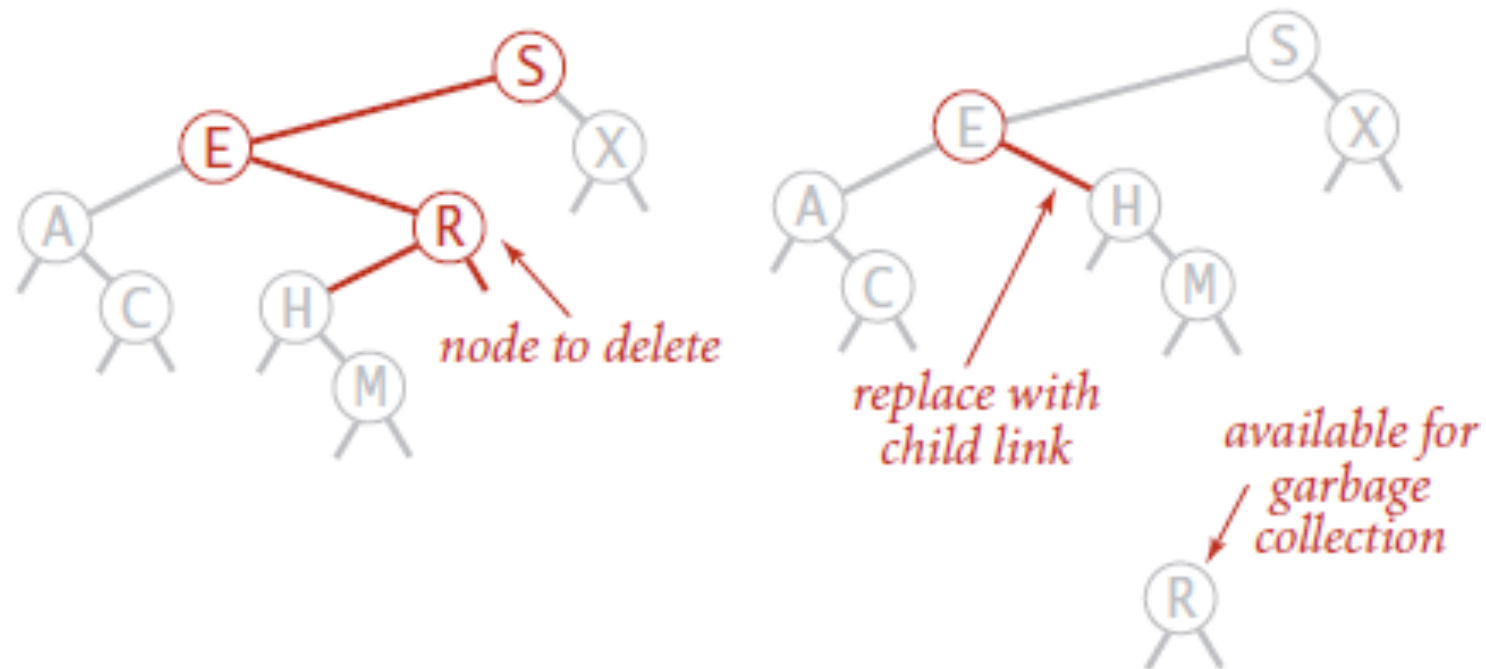 S
E
X
A
R
C
H
node to delete
M
S
E
X
A
H
C
M
replace with
child link
available for
garbage
collection
R